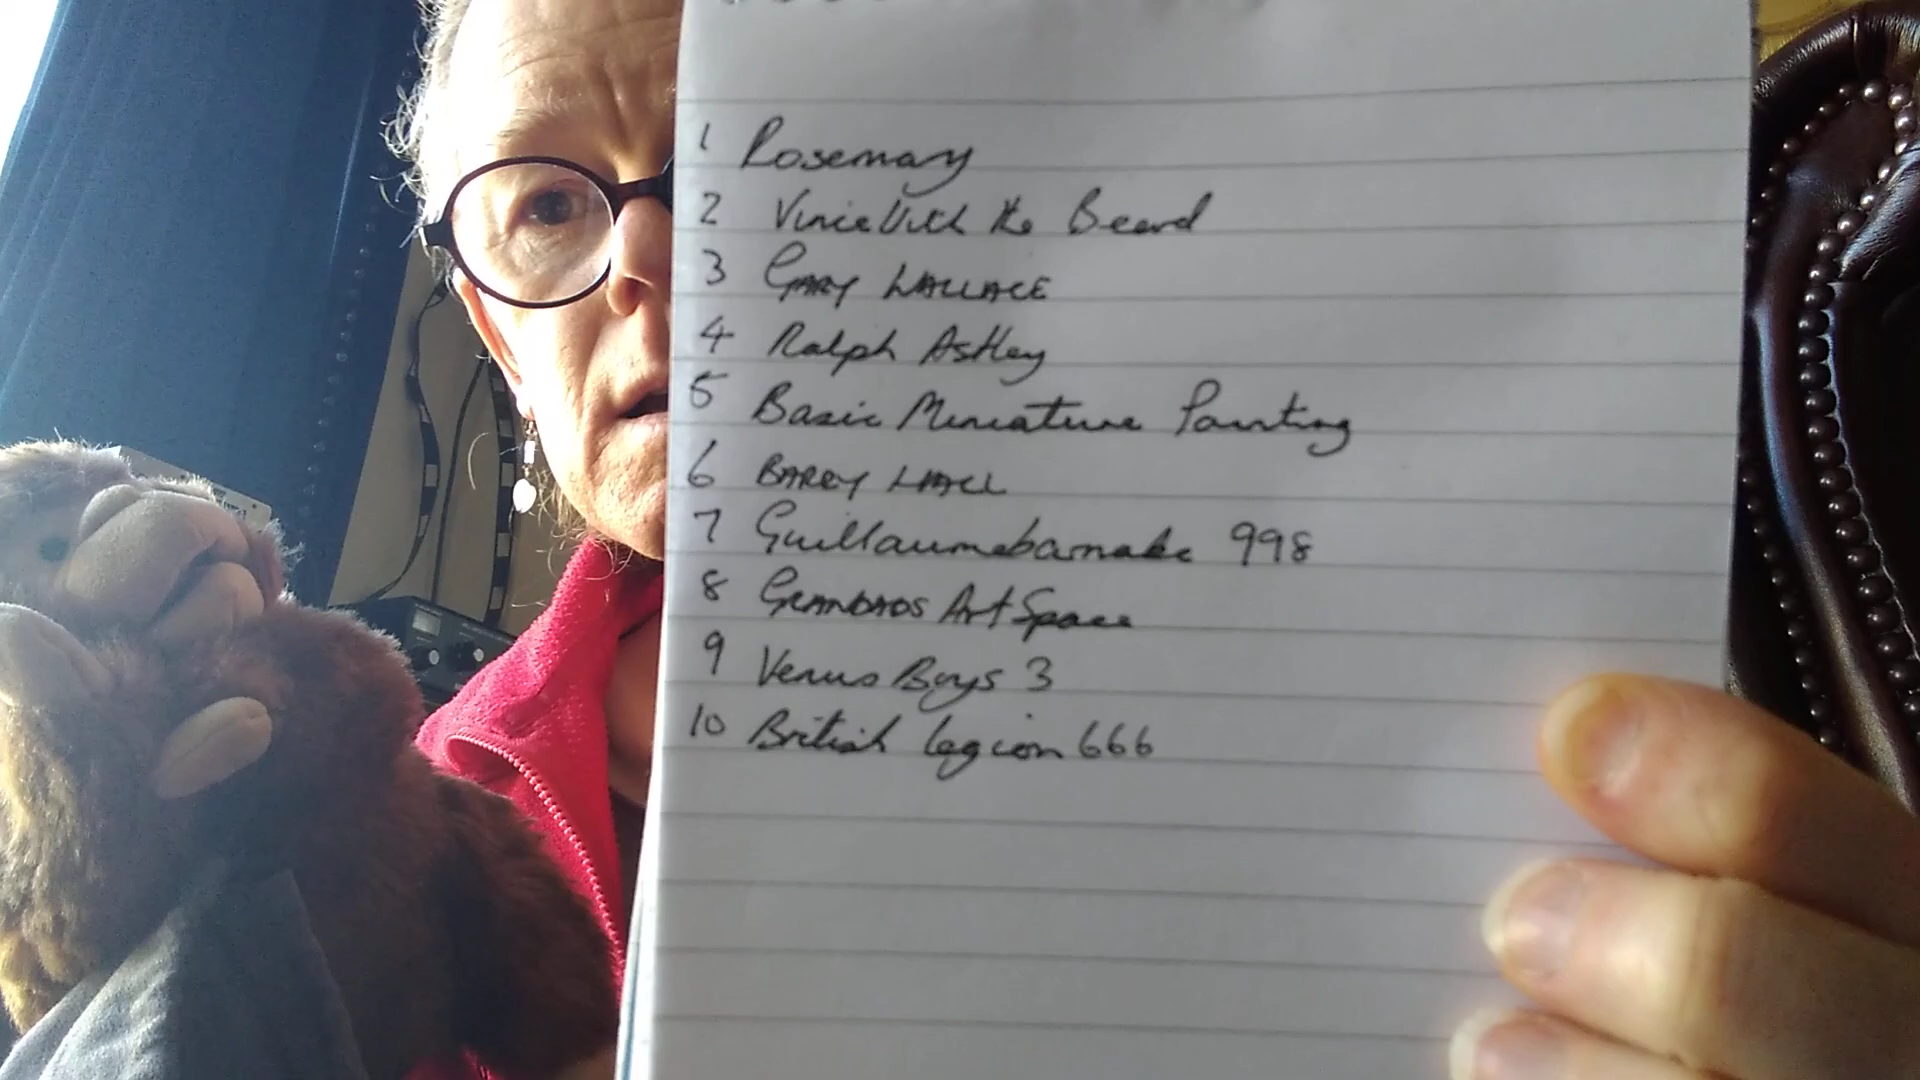 1 Rosemary
2 Vince With the Beard
3 GARY WALLACE
4 Ralph Astley
5 Basic Miniature Painting
6 BARRY HALL
7 Guillaumebarnabe 998
8 GRANDADS Art Space
9 Venus Boys 3
10 British legion 666